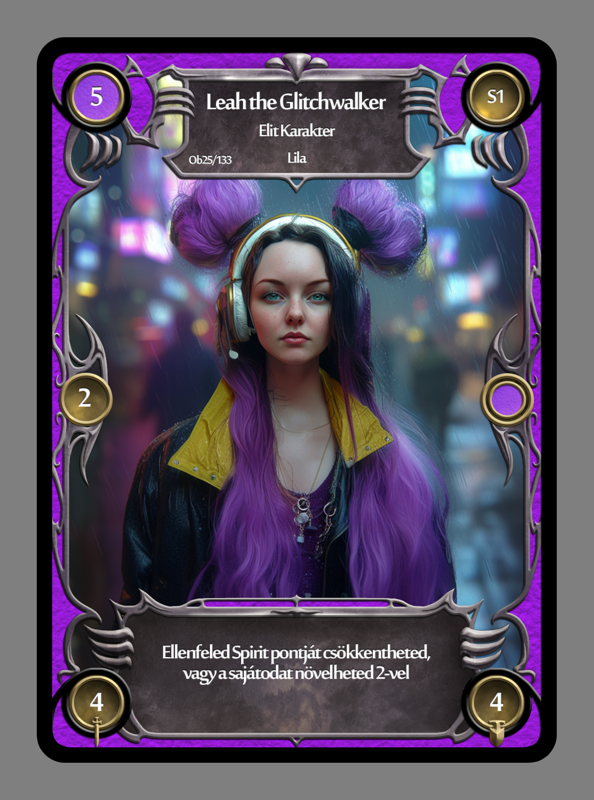 5
Leah the Glitchwalker
S1
Elit Karakter
Ob25/133
Lila
2
Ellenfeled Spirit pontját csökkentheted,
vagy a sajátodat növelheted 2-vel
4
4